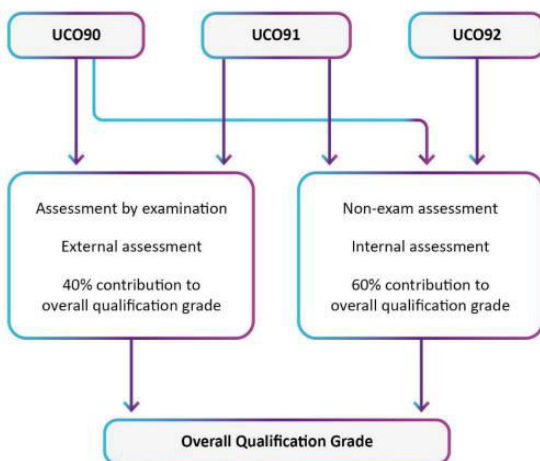 UCO90
UCO91
UCO92
Assessment by examination
External assessment
40% contribution to
overall qualification grade
Non-exam assessment
Internal assessment
60% contribution to
overall qualification grade
Overall Qualification Grade